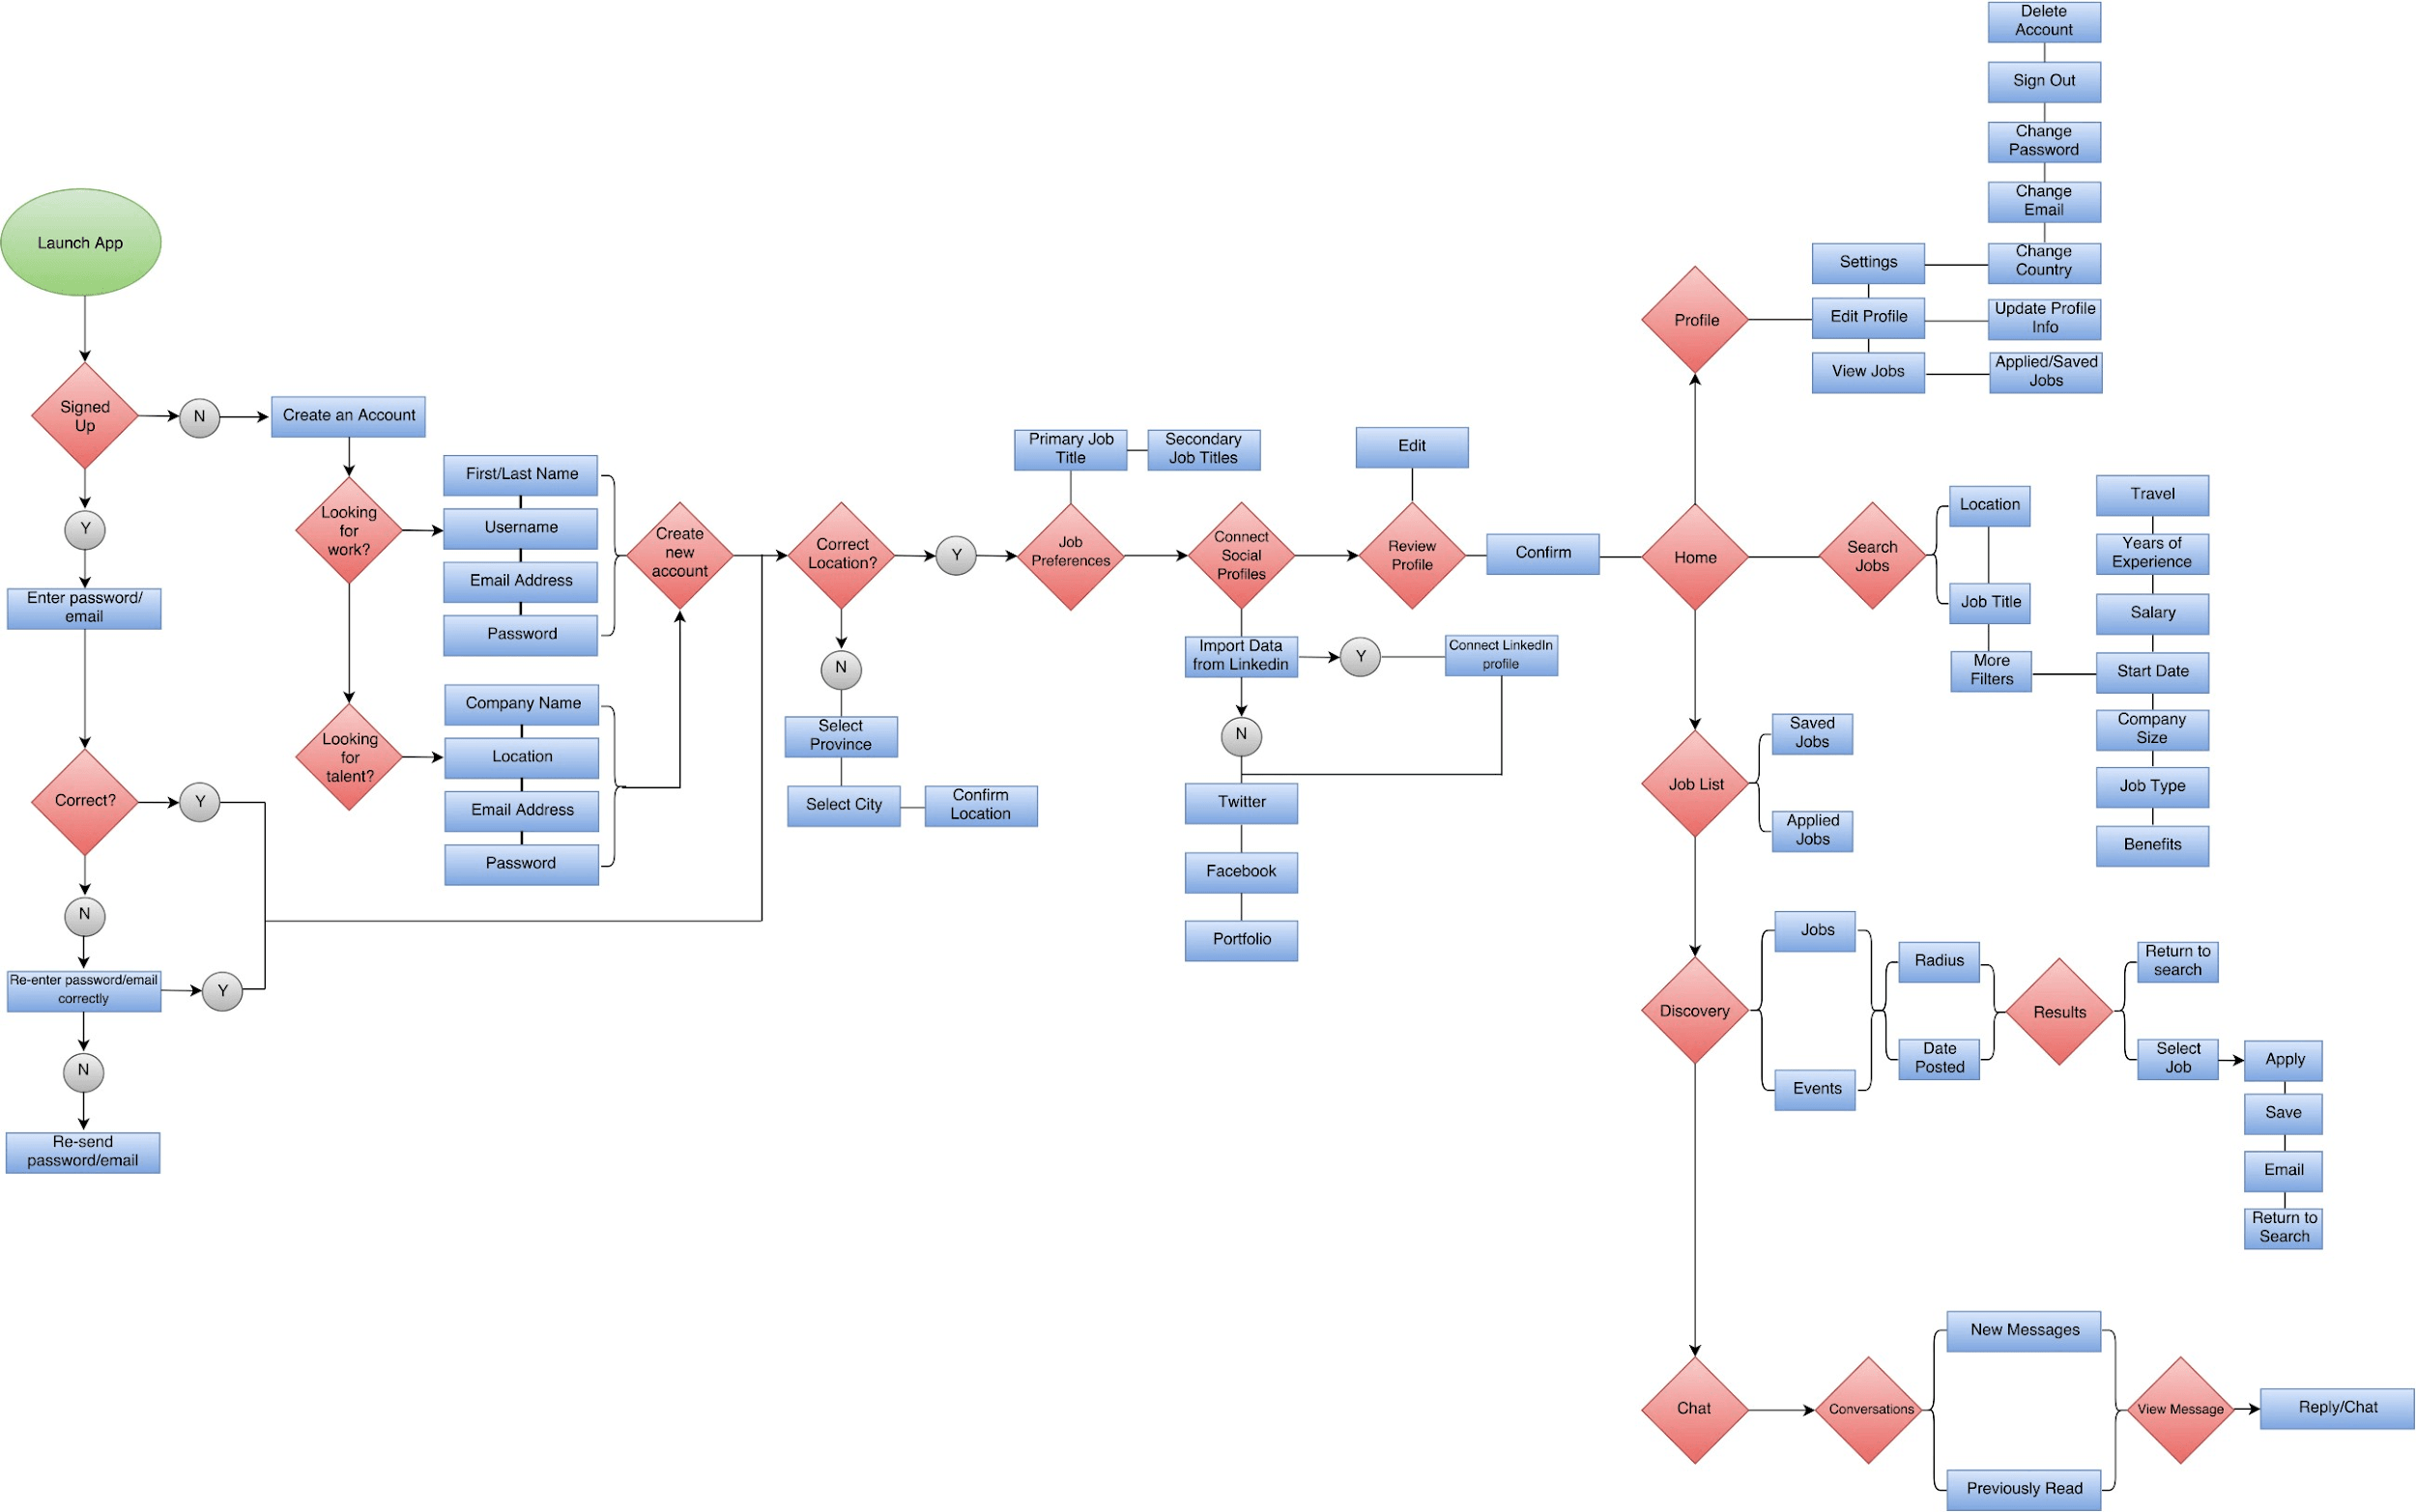 Delete
Account
Sign Out
Change
Password
Change
Email
Change
Country
Settings
Edit Profile
Update Profile
Info
View Jobs
Applied/Saved
Jobs
Profile
Launch App
Signed
Up
N
Create an Account
Y
Enter password/
email
Correct?
Y
N
Re-enter password/email
correctly
Y
N
Re-send
password/email
Looking
for
work?
First/Last Name
Username
Email Address
Password
Looking
for
talent?
Company Name
Location
Email Address
Password
Create
new
account
Correct
Location?
Y
N
Select
Province
Select City
Confirm
Location
Primary Job
Title
Secondary
Job Titles
Job
Preferences
Connect
Social
Profiles
Import Data
from Linkedin
Y
Connect LinkedIn
profile
N
Twitter
Facebook
Portfolio
Edit
Review
Profile
Confirm
Home
Search
Jobs
Location
Job Title
More
Filters
Travel
Years of
Experience
Salary
Start Date
Company
Size
Job Type
Benefits
Job List
Saved
Jobs
Applied
Jobs
Discovery
Jobs
Events
Radius
Date
Posted
Results
Return to
search
Select
Job
Apply
Save
Email
Return to
Search
Chat
Conversations
New Messages
Previously Read
View Message
Reply/Chat